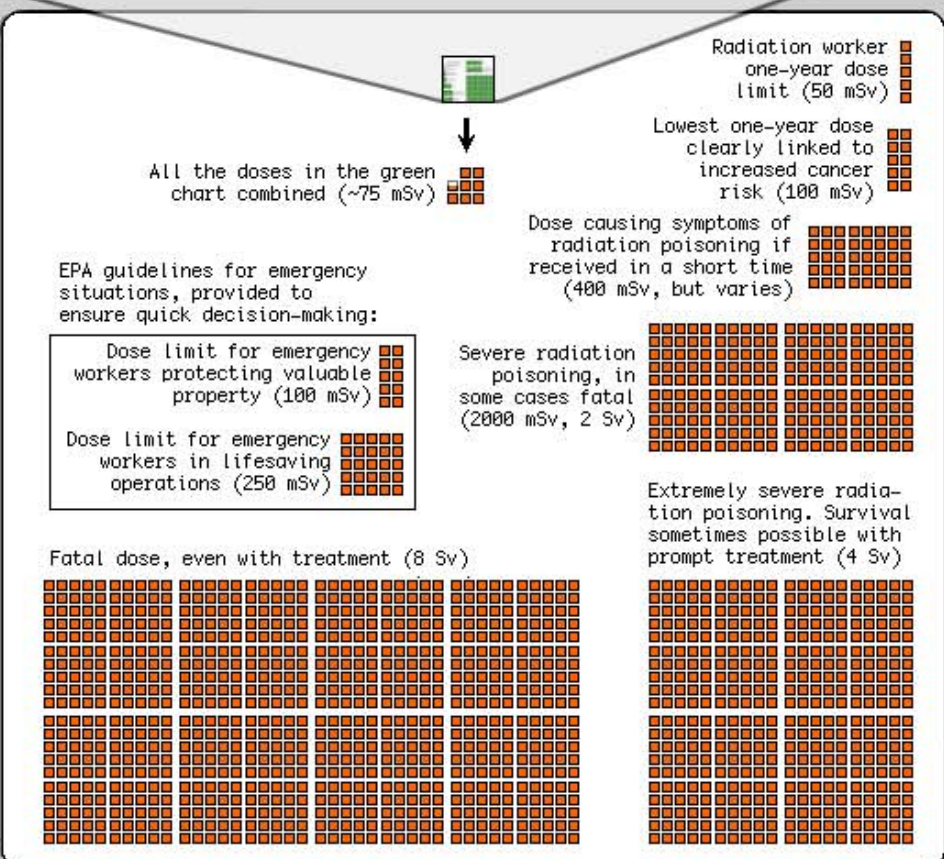 Radiation worker
one-year dose
limit (50 mSv)
Lowest one-year dose
clearly linked to
increased cancer
risk (100 mSv)
All the doses in the green
chart combined (~75 mSv)
Dose causing symptoms of
radiation poisoning if
received in a short time
(400 mSv, but varies)
EPA guidelines for emergency
situations, provided to
ensure quick decision-making:
Dose limit for emergency
workers protecting valuable
property (100 mSv)
Dose limit for emergency
workers in lifesaving
operations (250 mSv)
Severe radiation
poisoning, in
some cases fatal
(2000 mSv, 2 Sv)
Extremely severe radia-
tion poisoning. Survival
sometimes possible with
prompt treatment (4 Sv)
Fatal dose, even with treatment (8 Sv)